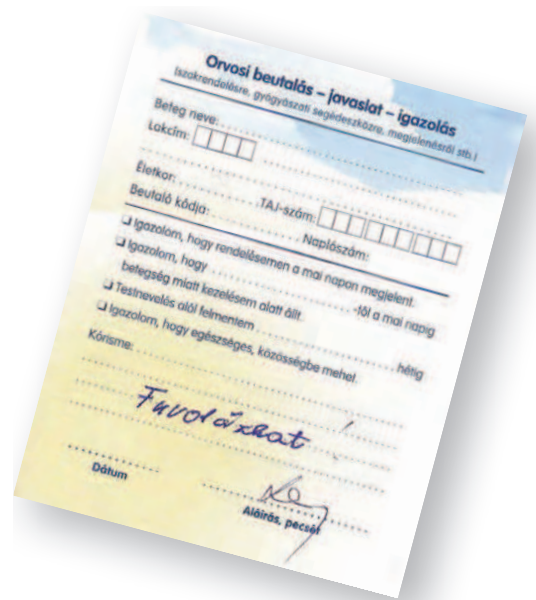 Orvosi beutalás – javaslat – igazolás
(szakrendelésre, gyógyászati segédeszközre, megjelenésről stb.)
Beteg neve:
Lakcím:
Életkor: TAJ-szám:
Beutaló kódja: Naplószám:
❑ Igazolom, hogy rendelésemen a mai napon megjelent.
❑ Igazolom, hogy -tól a mai napig
betegség miatt kezelésem alatt állt.
❑ Testnevelés alól felmentem hétig
❑ Igazolom, hogy egészséges, közösségbe mehet.
Kórisme:
Fuvolázhat
Dátum
Aláírás, pecsét